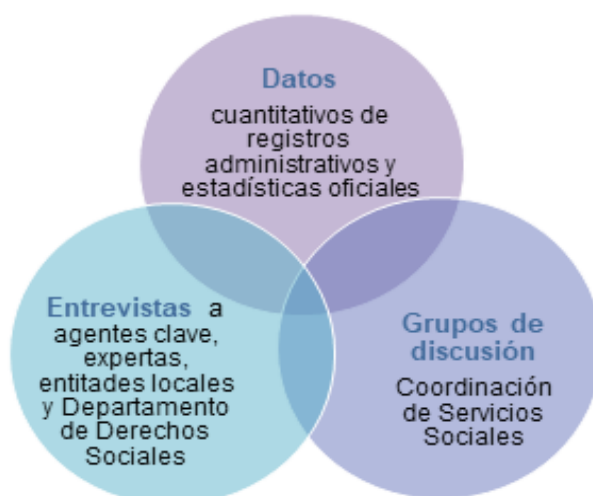 Datos
cuantitativos de
registros
administrativos y
estadísticas oficiales
Entrevistas a
agentes clave,
expertas,
entitades locales
y Departamento
de Derechos
Sociales
Grupos de
discusión
Coordinación
de Servicios
Sociales